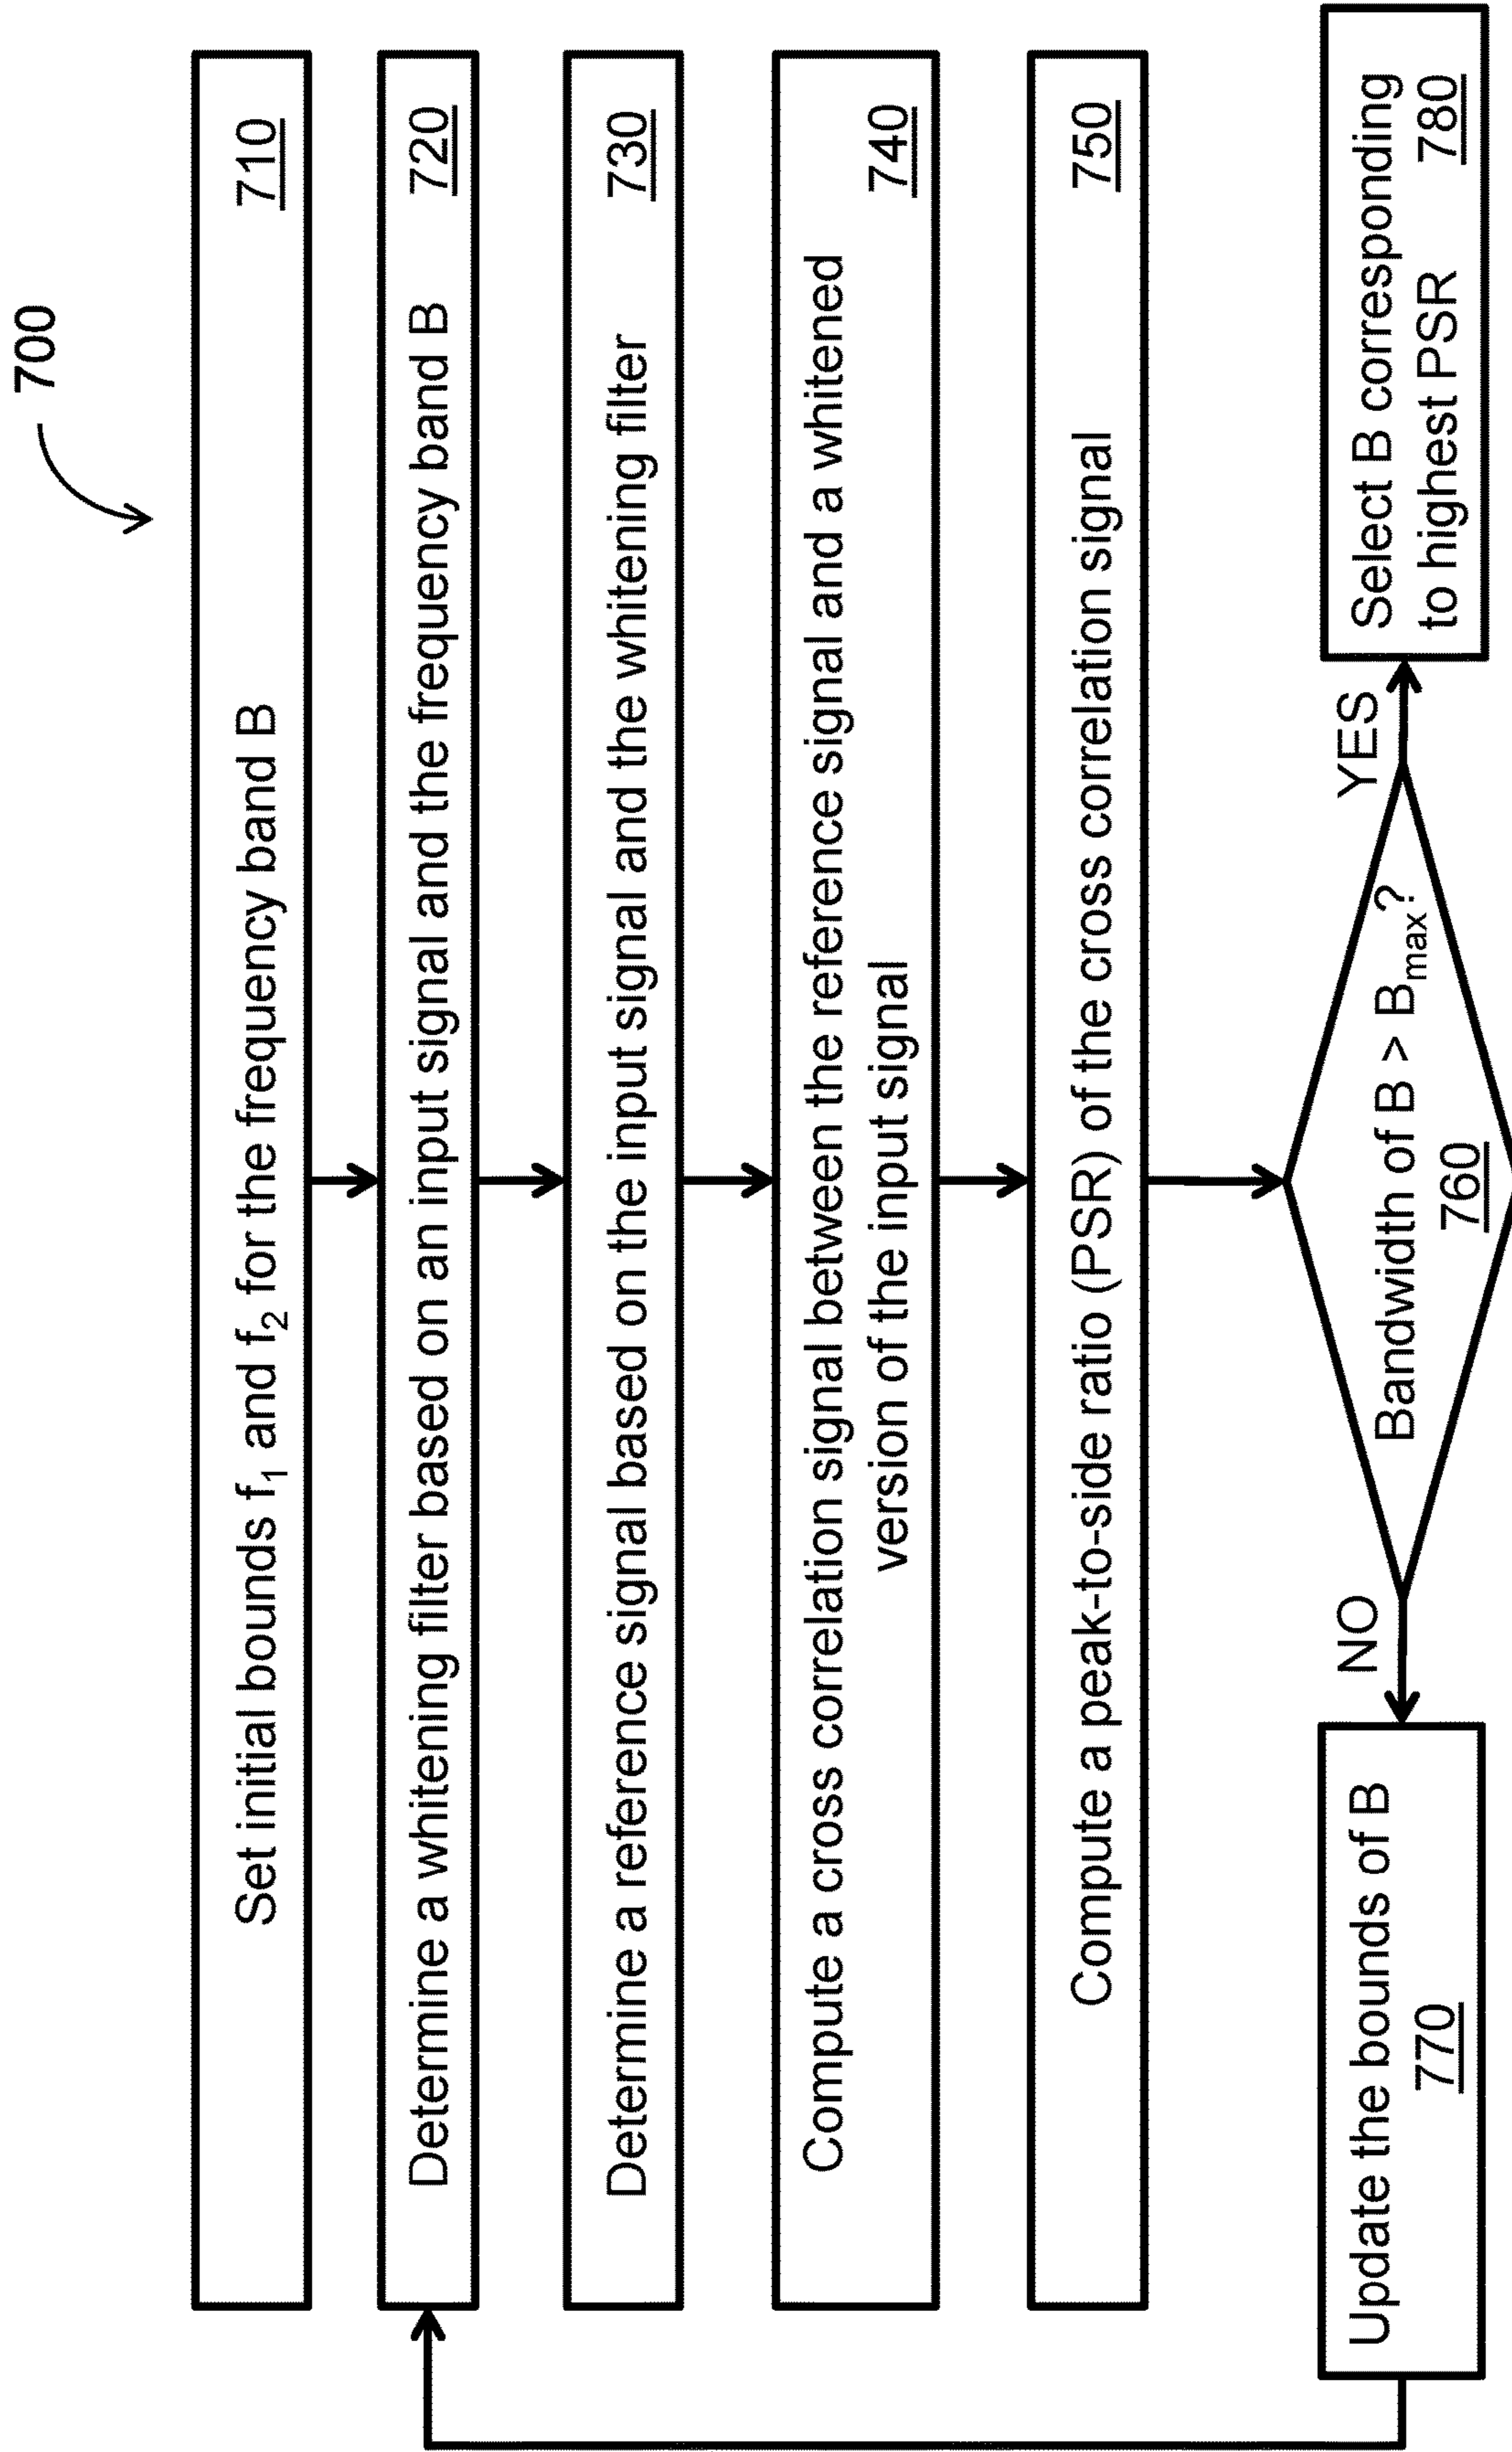 700
Set initial bounds f₁ and f₂ for the frequency band B 710
Determine a whitening filter based on an input signal and the frequency band B 720
Determine a reference signal based on the input signal and the whitening filter 730
Compute a cross correlation signal between the reference signal and a whitened
version of the input signal
740
Compute a peak-to-side ratio (PSR) of the cross correlation signal 750
Bandwidth of B > Bmax?
760
NO
YES
Update the bounds of B
770
Select B corresponding
to highest PSR 780